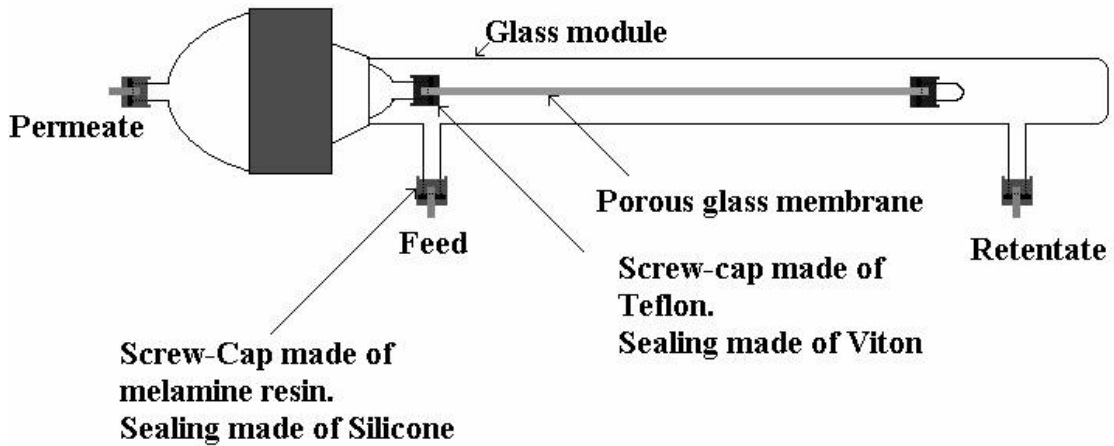 Glass module
Permeate
Porous glass membrane
Feed
Retentate
Screw-cap made of
Teflon.
Sealing made of Viton
Screw-Cap made of
melamine resin.
Sealing made of Silicone